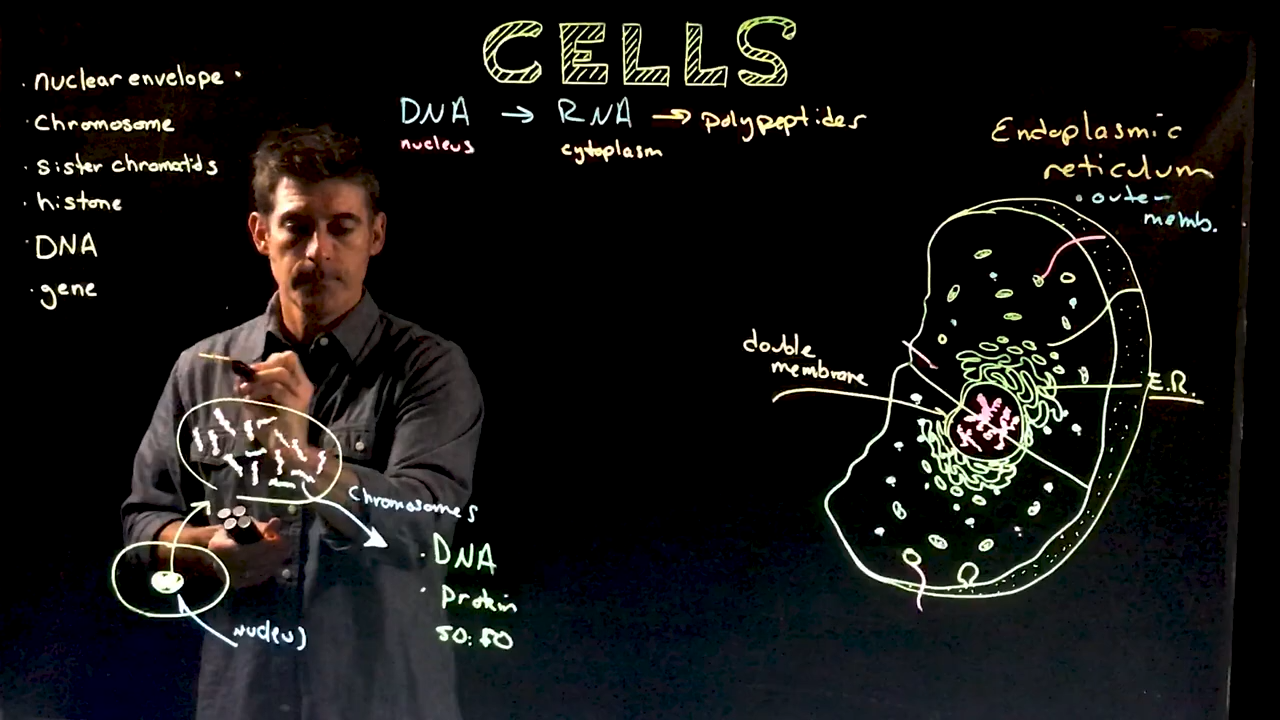 CELLS
· nuclear envelope ·
· Chromosome
· sister chromatids
· histone
· DNA
· gene
DNA → RNA → polypeptides
nucleus cytoplasm
Endoplasmic
reticulum
· outer
memb.
double
membrane
E.R.
Chromosomes
· DNA
· protein
50:50
nucleus